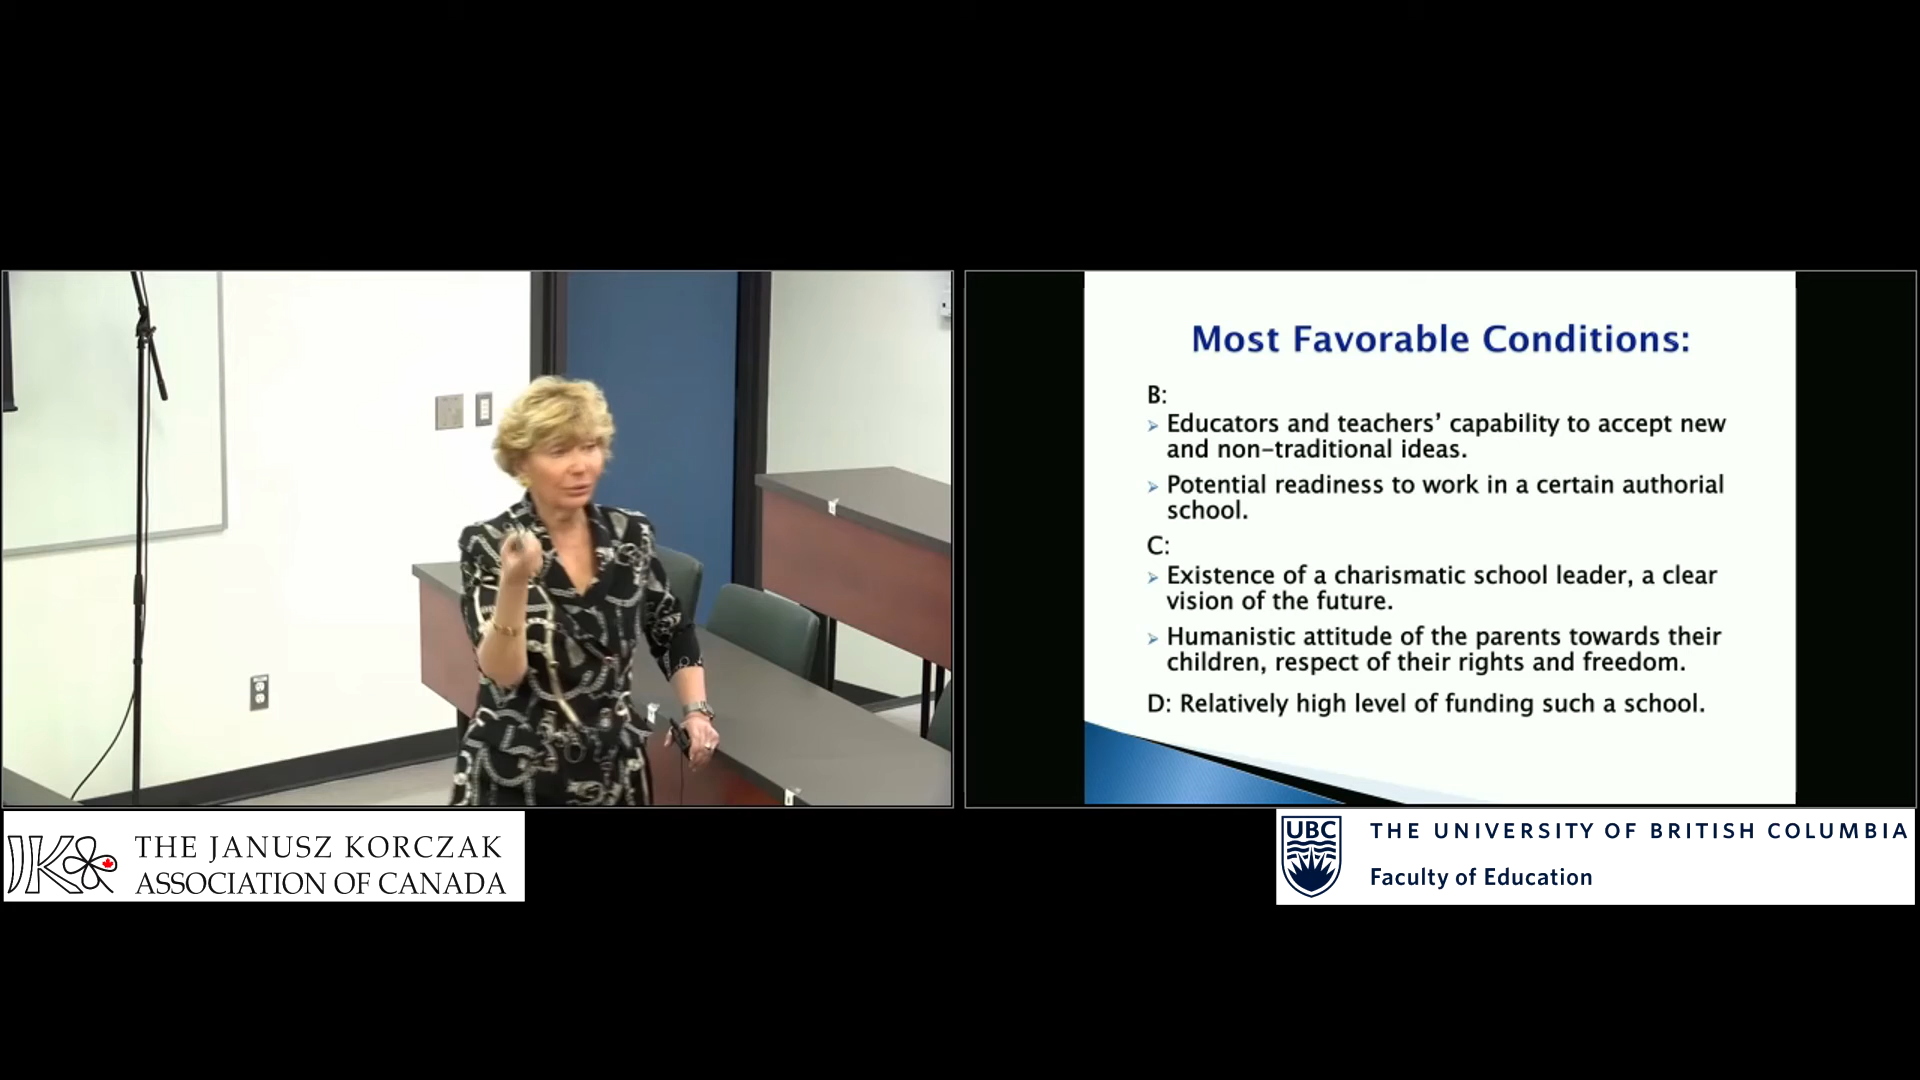 Most Favorable Conditions:
B:
Educators and teachers’ capability to accept new
and non-traditional ideas.
Potential readiness to work in a certain authorial
school.
C:
Existence of a charismatic school leader, a clear
vision of the future.
Humanistic attitude of the parents towards their
children, respect of their rights and freedom.
D: Relatively high level of funding such a school.
JK
THE JANUSZ KORCZAK
ASSOCIATION OF CANADA
UBC
THE UNIVERSITY OF BRITISH COLUMBIA
Faculty of Education